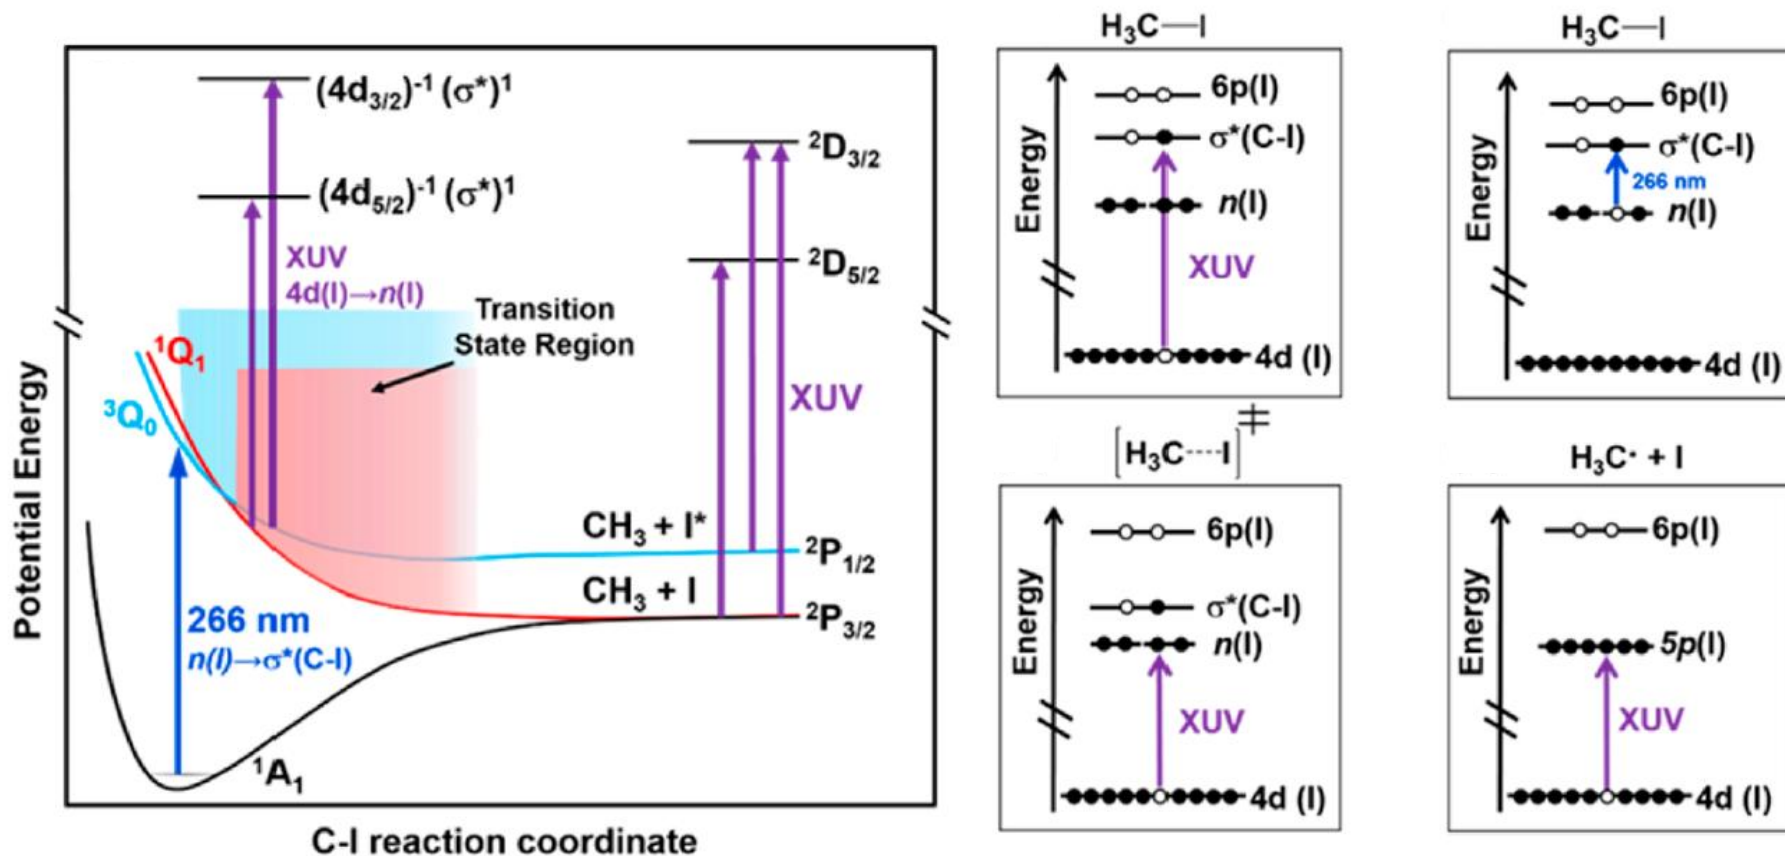 Potential Energy
C-I reaction coordinate
(4d₃/₂)⁻¹ (σ*)¹
(4d₅/₂)⁻¹ (σ*)¹
XUV
4d(I)→n(I)
Transition
State Region
¹Q₁
³Q₀
266 nm
n(I)→σ*(C-I)
¹A₁
CH₃ + I*
CH₃ + I
XUV
²D₃/₂
²D₅/₂
²P₁/₂
²P₃/₂
H₃C—I
Energy
6p(I)
σ*(C-I)
n(I)
XUV
4d (I)
H₃C—I
Energy
6p(I)
σ*(C-I)
266 nm
n(I)
4d (I)
[H₃C----I]‡
Energy
6p(I)
σ*(C-I)
n(I)
XUV
4d (I)
H₃C· + I
Energy
6p(I)
5p(I)
XUV
4d (I)